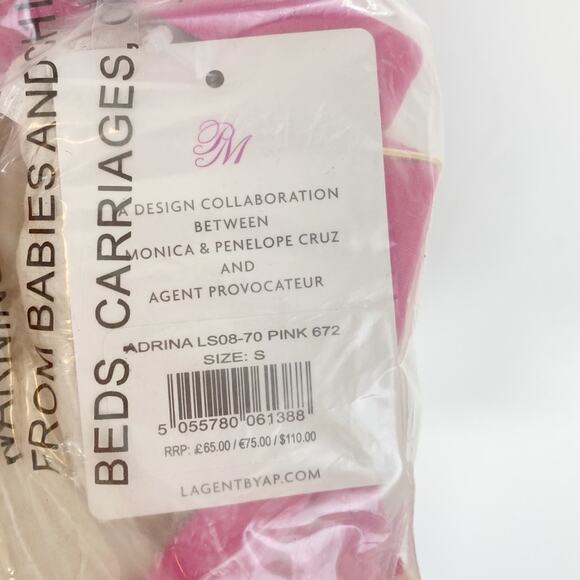 PM
A DESIGN COLLABORATION
BETWEEN
MONICA & PENELOPE CRUZ
AND
AGENT PROVOCATEUR
ADRINA LS08-70 PINK 672
SIZE: S
5 055780 061388
RRP: £65.00 / €75.00 / $110.00
LAGENTBYAP.COM
FROM BABIES AND
BEDS, CARRIAGES,